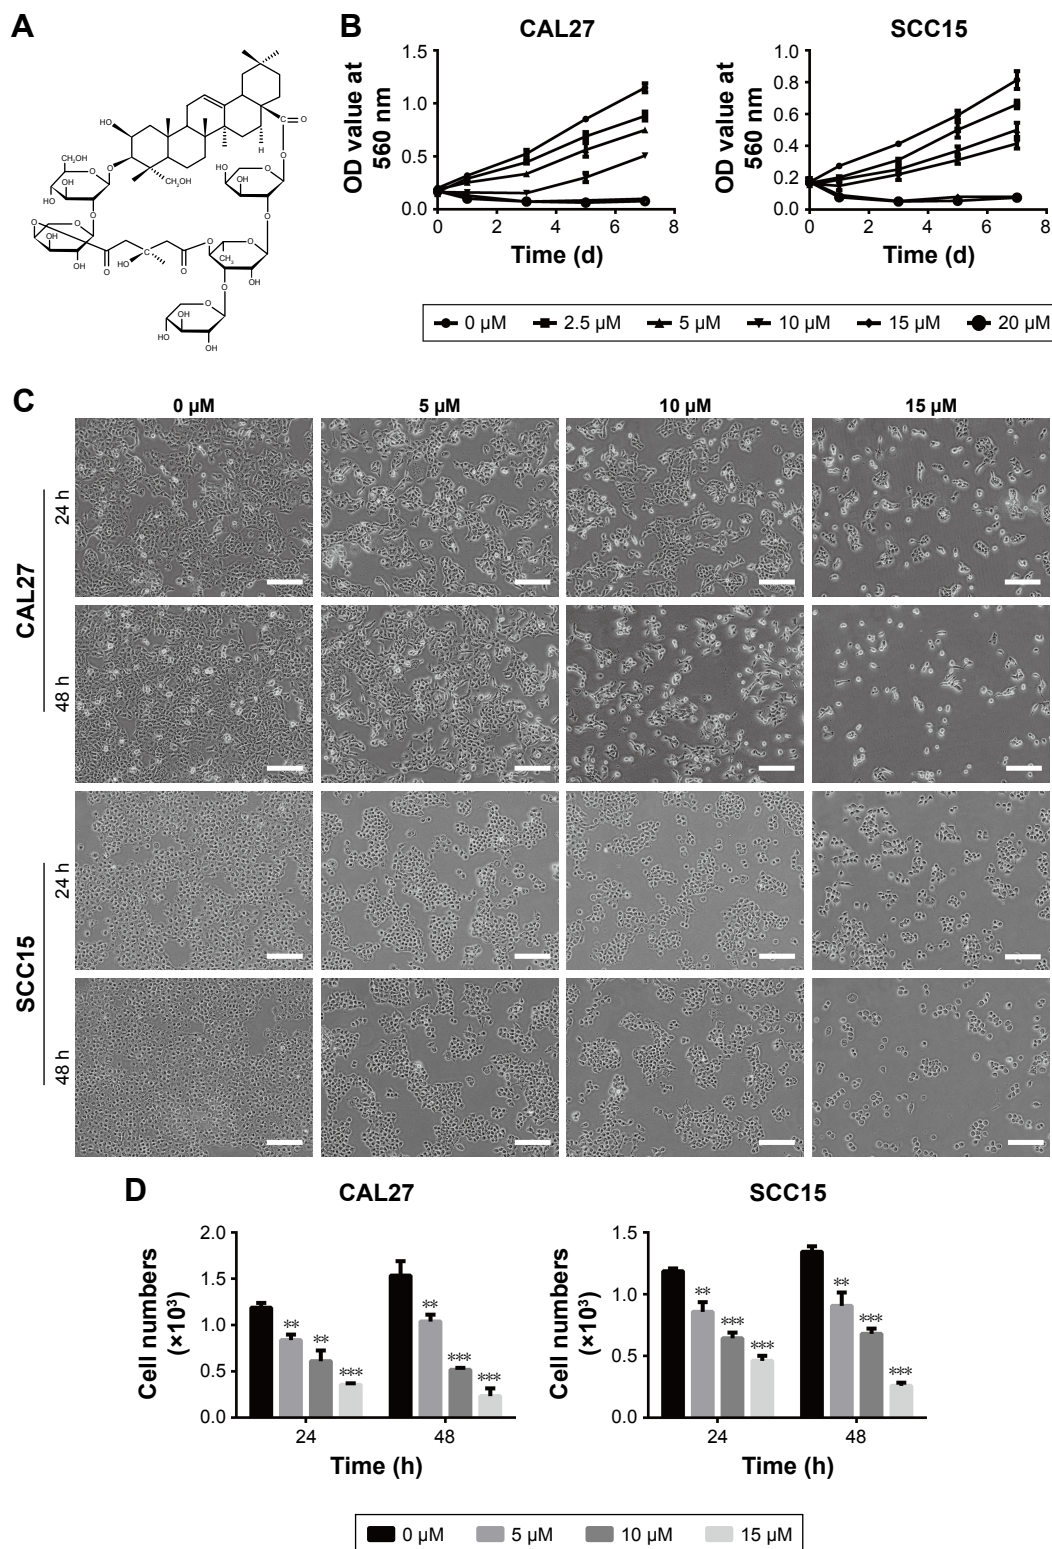 A
HO
HO
CH₂OH
HO
OH
OH
O
O
O
O
CH₂OH
H
C
O
O
O
OH
OH
O
O
O
OH
OH
O
HO
O
O
O
CH₃
OH
O
O
O
OH
HO
HO
OH
B
CAL27
OD value at
560 nm
1.5
1.0
0.5
0.0
0 2 4 6 8
Time (d)
SCC15
OD value at
560 nm
1.0
0.8
0.6
0.4
0.2
0.0
0 2 4 6 8
Time (d)
0 µM 2.5 µM 5 µM 10 µM 15 µM 20 µM
C
0 µM 5 µM 10 µM 15 µM
CAL27
24 h
48 h
SCC15
24 h
48 h
D
CAL27
Cell numbers
(×10³)
2.0
1.5
1.0
0.5
0.0
** ** ***
** *** ***
24 48
Time (h)
SCC15
Cell numbers
(×10³)
1.5
1.0
0.5
0.0
** *** ***
** *** ***
24 48
Time (h)
0 µM 5 µM 10 µM 15 µM